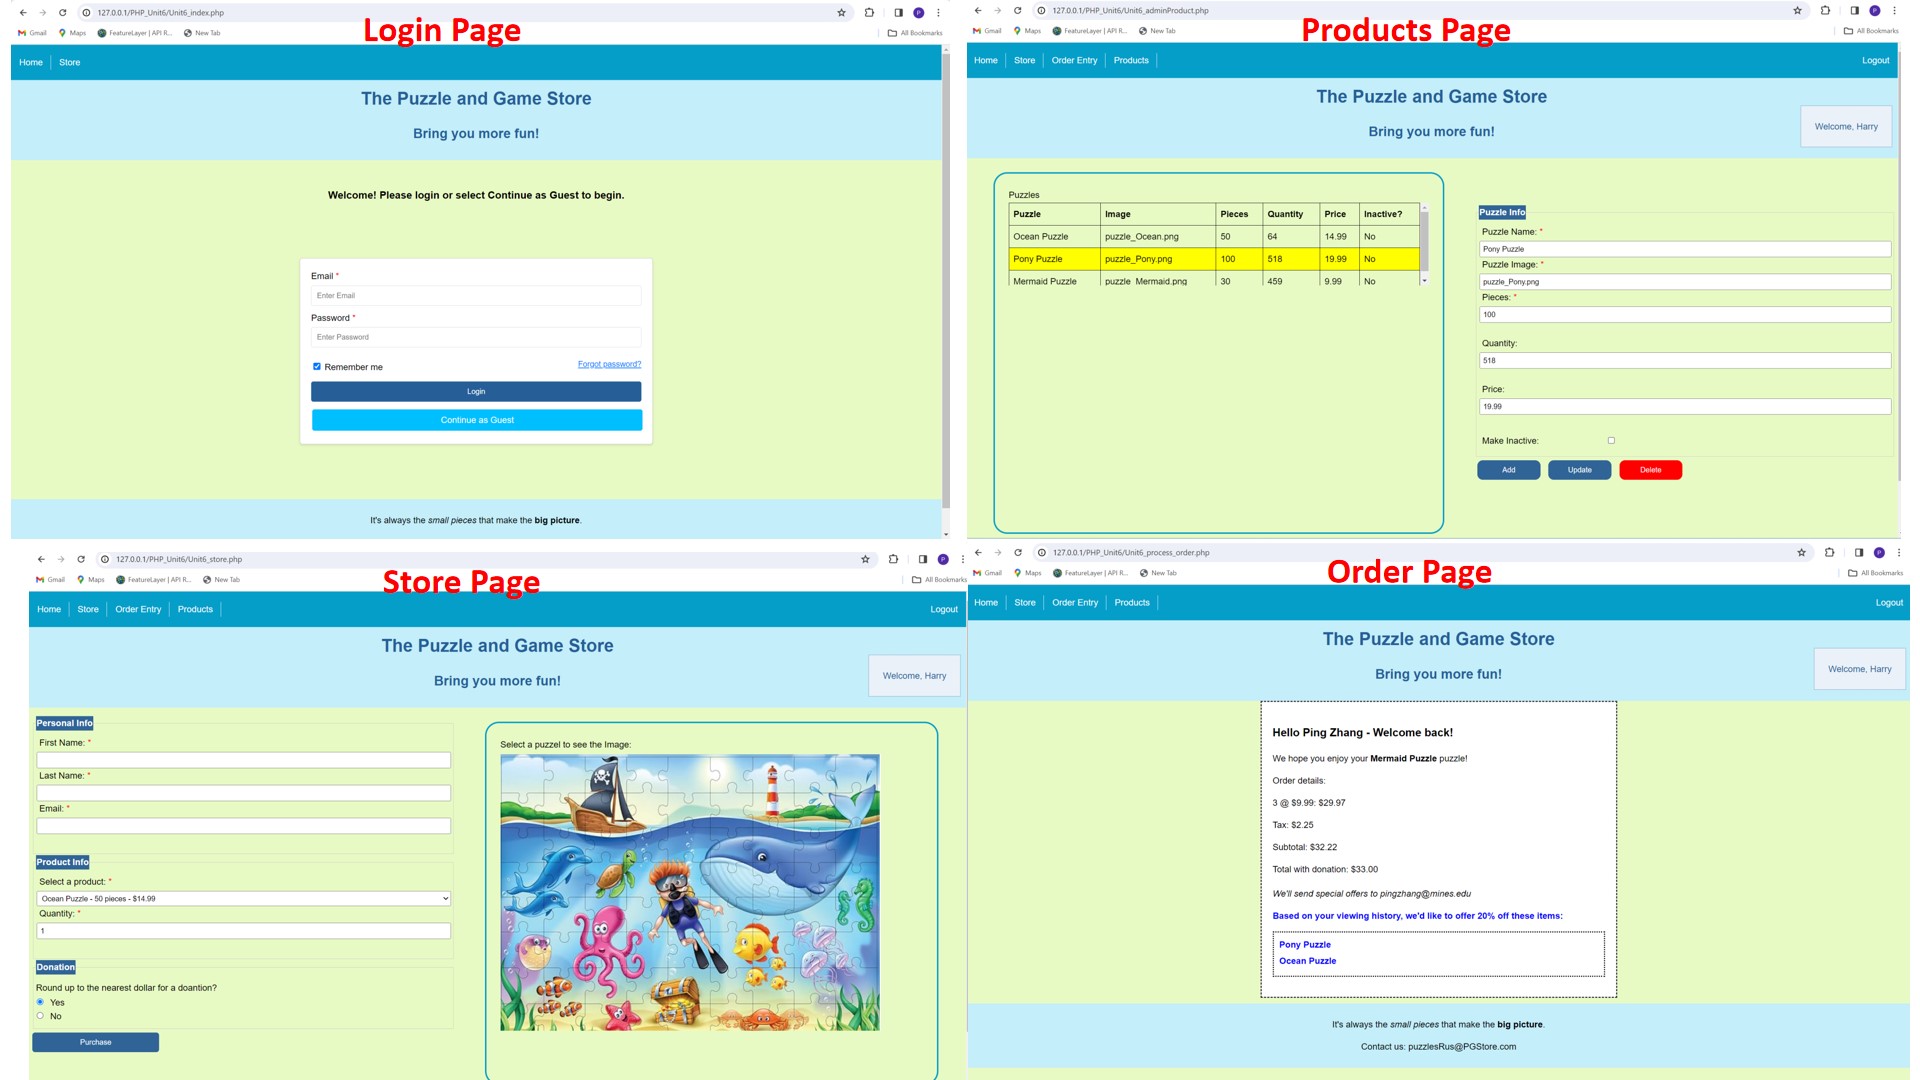 127.0.0.1/PHP_Unit6/Unit6_index.php
Login Page
Gmail Maps FeatureLayer | API R... New Tab All Bookmarks
Home Store
The Puzzle and Game Store
Bring you more fun!
Welcome! Please login or select Continue as Guest to begin.
Email *
Enter Email
Password *
Enter Password
Remember me Forgot password?
Login
Continue as Guest
It's always the small pieces that make the big picture.
127.0.0.1/PHP_Unit6/Unit6_adminProduct.php
Products Page
Gmail Maps FeatureLayer | API R... New Tab All Bookmarks
Home Store Order Entry Products Logout
The Puzzle and Game Store
Bring you more fun!
Welcome, Harry
Puzzles
Puzzle Image Pieces Quantity Price Inactive?
Ocean Puzzle puzzle_Ocean.png 50 64 14.99 No
Pony Puzzle puzzle_Pony.png 100 518 19.99 No
Mermaid Puzzle puzzle_Mermaid.png 30 459 9.99 No
Puzzle Info
Puzzle Name: *
Pony Puzzle
Puzzle Image: *
puzzle_Pony.png
Pieces: *
100
Quantity:
518
Price:
19.99
Make Inactive:
Add Update Delete
127.0.0.1/PHP_Unit6/Unit6_store.php
Store Page
Gmail Maps FeatureLayer | API R... New Tab All Bookmarks
Home Store Order Entry Products Logout
The Puzzle and Game Store
Bring you more fun!
Welcome, Harry
Personal Info
First Name: *
Last Name: *
Email: *
Product Info
Select a product: *
Ocean Puzzle - 50 pieces - $14.99
Quantity: *
1
Donation
Round up to the nearest dollar for a doantion?
Yes
No
Purchase
Select a puzzel to see the Image:
127.0.0.1/PHP_Unit6/Unit6_process_order.php
Order Page
Gmail Maps FeatureLayer | API R... New Tab All Bookmarks
Home Store Order Entry Products Logout
The Puzzle and Game Store
Bring you more fun!
Welcome, Harry
Hello Ping Zhang - Welcome back!
We hope you enjoy your Mermaid Puzzle puzzle!
Order details:
3 @ $9.99: $29.97
Tax: $2.25
Subtotal: $32.22
Total with donation: $33.00
We'll send special offers to pingzhang@mines.edu
Based on your viewing history, we'd like to offer 20% off these items:
Pony Puzzle
Ocean Puzzle
It's always the small pieces that make the big picture.
Contact us: puzzlesRus@PGStore.com